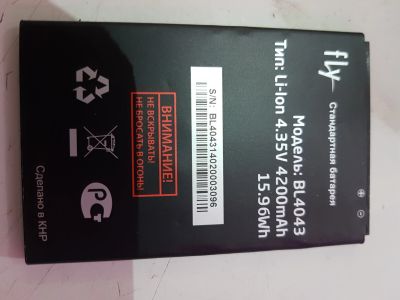 fly
Стандартная батарея
Модель: BL4043
Тип: Li-Ion 4.35V 4200mAh
15.96Wh
S/N: BL404314020003096
ВНИМАНИЕ!
НЕ ВСКРЫВАТЬ!
НЕ БРОСАТЬ В ОГОНЬ!
Сделано в КНР